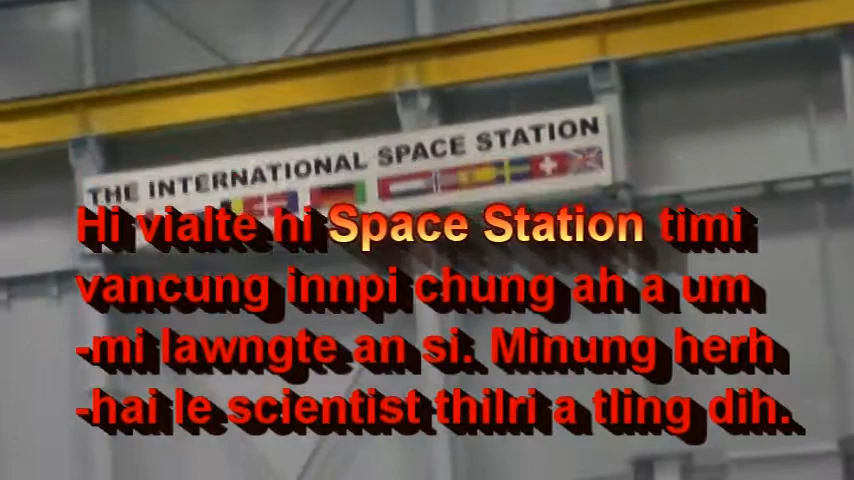 THE INTERNATIONAL SPACE STATION
Hi vialte hi Space Station timi
vancung innpi chung ah a um
-mi lawngte an si. Minung herh
-hai le scientist thilri a tling dih.